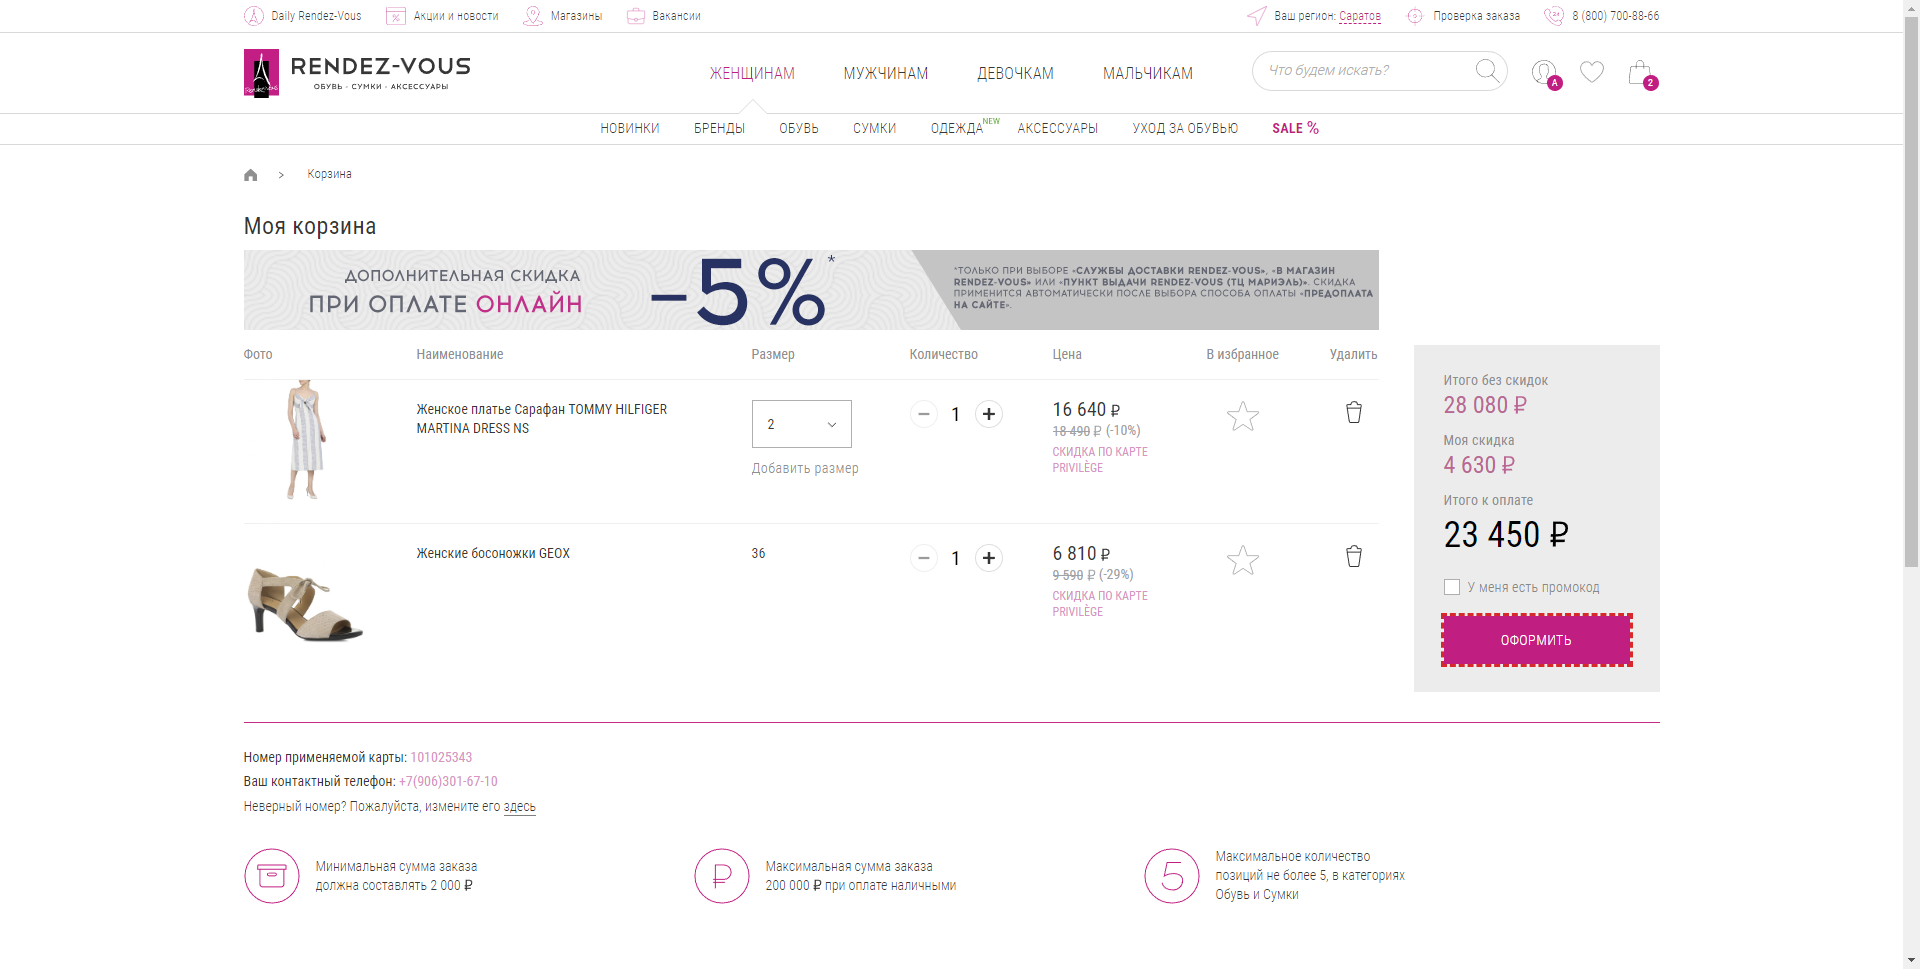 Daily Rendez-Vous
Акции и новости
Магазины
Вакансии
Ваш регион: Саратов
Проверка заказа
8 (800) 700-88-66
RENDEZ-VOUS
ОБУВЬ · СУМКИ · АКСЕССУАРЫ
ЖЕНЩИНАМ
МУЖЧИНАМ
ДЕВОЧКАМ
МАЛЬЧИКАМ
Что будем искать?
A
2
НОВИНКИ
БРЕНДЫ
ОБУВЬ
СУМКИ
ОДЕЖДА NEW
АКСЕССУАРЫ
УХОД ЗА ОБУВЬЮ
SALE %
> Корзина
Моя корзина
ДОПОЛНИТЕЛЬНАЯ СКИДКА
ПРИ ОПЛАТЕ ОНЛАЙН
–5%*
*ТОЛЬКО ПРИ ВЫБОРЕ «СЛУЖБЫ ДОСТАВКИ RENDEZ-VOUS», «В МАГАЗИН
RENDEZ-VOUS» ИЛИ «ПУНКТ ВЫДАЧИ RENDEZ-VOUS (ТЦ МАРИЭЛЬ)». СКИДКА
ПРИМЕНИТСЯ АВТОМАТИЧЕСКИ ПОСЛЕ ВЫБОРА СПОСОБА ОПЛАТЫ «ПРЕДОПЛАТА
НА САЙТЕ».
Фото
Наименование
Размер
Количество
Цена
В избранное
Удалить
Женское платье Сарафан TOMMY HILFIGER
MARTINA DRESS NS
2
Добавить размер
− 1 +
16 640 ₽
18 490 ₽ (-10%)
СКИДКА ПО КАРТЕ
PRIVILÈGE
Женские босоножки GEOX
36
− 1 +
6 810 ₽
9 590 ₽ (-29%)
СКИДКА ПО КАРТЕ
PRIVILÈGE
Итого без скидок
28 080 ₽
Моя скидка
4 630 ₽
Итого к оплате
23 450 ₽
У меня есть промокод
ОФОРМИТЬ
Номер применяемой карты: 101025343
Ваш контактный телефон: +7(906)301-67-10
Неверный номер? Пожалуйста, измените его здесь
Минимальная сумма заказа
должна составлять 2 000 ₽
₽
Максимальная сумма заказа
200 000 ₽ при оплате наличными
5
Максимальное количество
позиций не более 5, в категориях
Обувь и Сумки